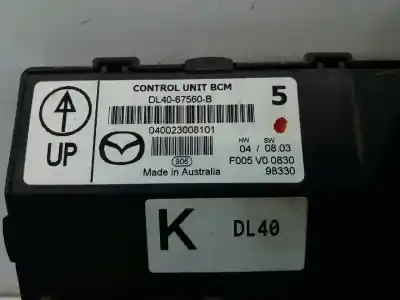 CONTROL UNIT BCM
DL40-67560-B
5
040023008101
HW SW
04 / 08.03
UP
906
F005 V0 0830
Made in Australia
98330
K
DL40